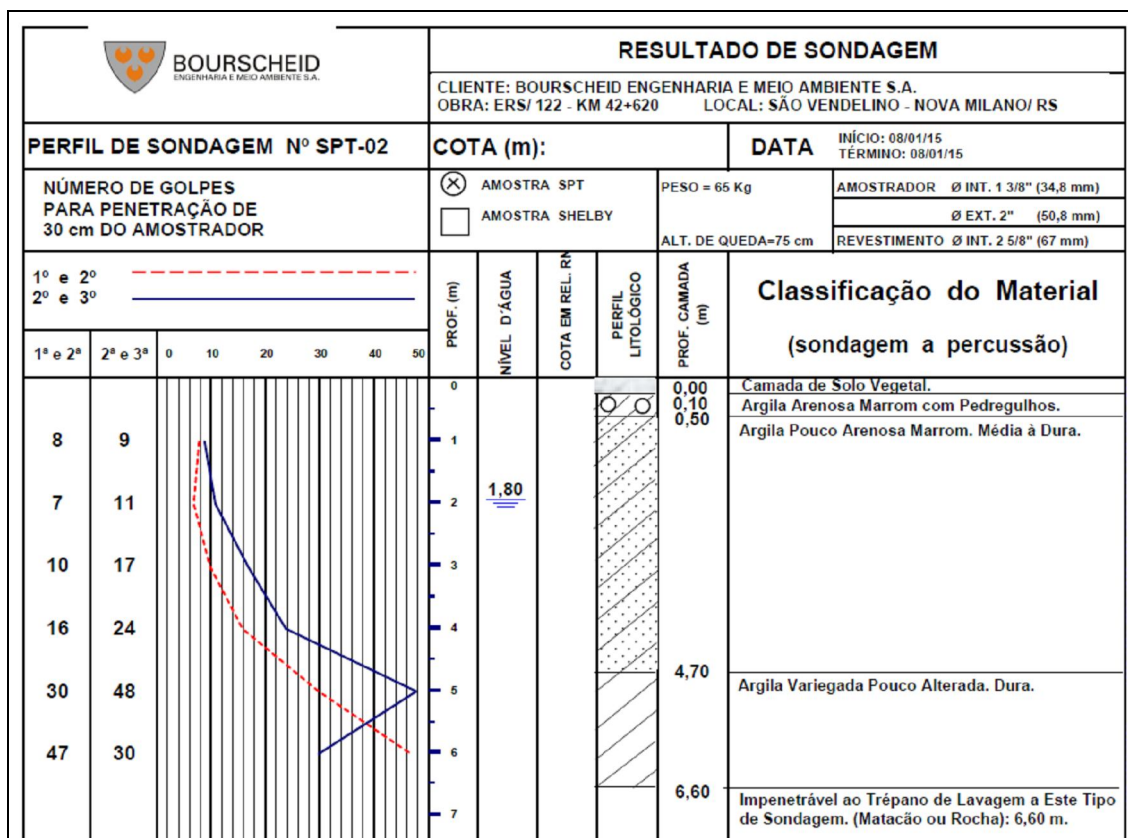 BOURSCHEID
ENGENHARIA E MEIO AMBIENTE S.A.
RESULTADO DE SONDAGEM
CLIENTE: BOURSCHEID ENGENHARIA E MEIO AMBIENTE S.A.
OBRA: ERS/ 122 - KM 42+620 LOCAL: SÃO VENDELINO - NOVA MILANO/ RS
PERFIL DE SONDAGEM Nº SPT-02
COTA (m):
DATA
INÍCIO: 08/01/15
TÉRMINO: 08/01/15
NÚMERO DE GOLPES
PARA PENETRAÇÃO DE
30 cm DO AMOSTRADOR
AMOSTRA SPT
AMOSTRA SHELBY
PESO = 65 Kg
ALT. DE QUEDA=75 cm
AMOSTRADOR Ø INT. 1 3/8" (34,8 mm)
Ø EXT. 2" (50,8 mm)
REVESTIMENTO Ø INT. 2 5/8" (67 mm)
1º e 2º
2º e 3º
1ª e 2ª 2ª e 3ª 0 10 20 30 40 50
PROF. (m)
NÍVEL D'ÁGUA
COTA EM REL. RN
PERFIL
LITOLÓGICO
PROF. CAMADA
(m)
Classificação do Material
(sondagem a percussão)
0
0,00 Camada de Solo Vegetal.
0,10 Argila Arenosa Marrom com Pedregulhos.
0,50 Argila Pouco Arenosa Marrom. Média à Dura.
8 9 1
1,80
7 11 2
10 17 3
16 24 4
4,70 Argila Variegada Pouco Alterada. Dura.
30 48 5
47 30 6
6,60 Impenetrável ao Trépano de Lavagem a Este Tipo
de Sondagem. (Matacão ou Rocha): 6,60 m.
7